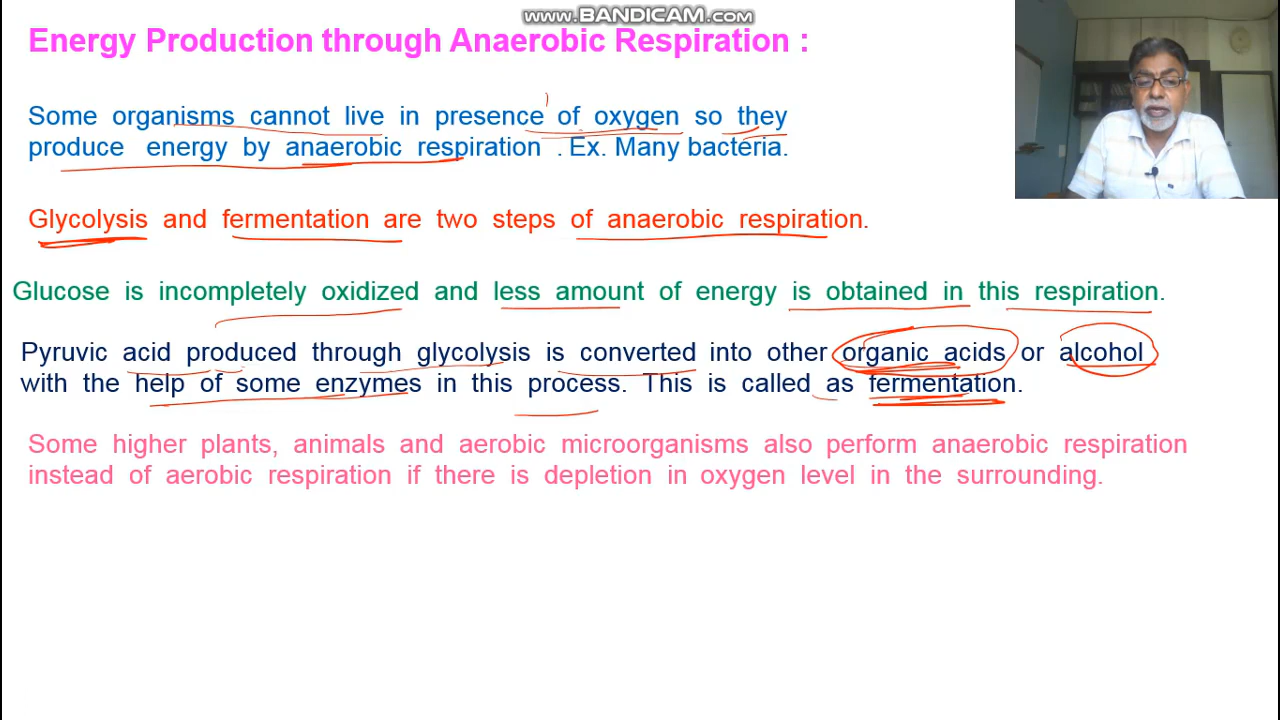 www.BANDICAM.com
Energy Production through Anaerobic Respiration :
Some organisms cannot live in presence of oxygen so they
produce energy by anaerobic respiration . Ex. Many bacteria.
Glycolysis and fermentation are two steps of anaerobic respiration.
Glucose is incompletely oxidized and less amount of energy is obtained in this respiration.
Pyruvic acid produced through glycolysis is converted into other organic acids or alcohol
with the help of some enzymes in this process. This is called as fermentation.
Some higher plants, animals and aerobic microorganisms also perform anaerobic respiration
instead of aerobic respiration if there is depletion in oxygen level in the surrounding.